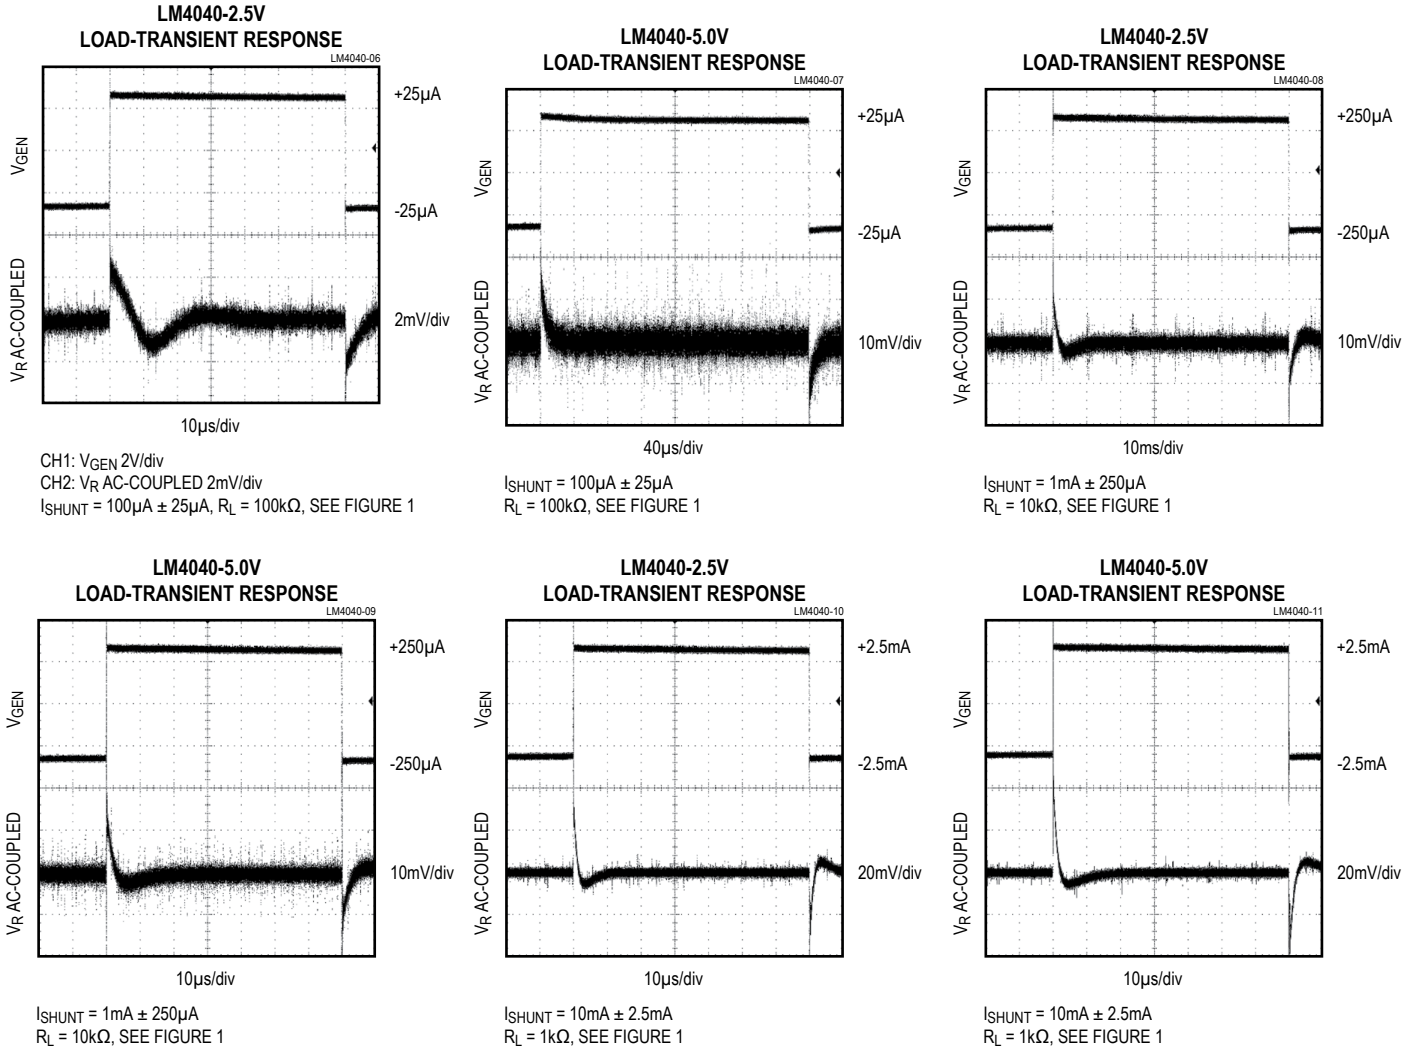 LM4040-2.5V
LOAD-TRANSIENT RESPONSE
LM4040-06
+25µA
VGEN
-25µA
VR AC-COUPLED
2mV/div
10µs/div
CH1: VGEN 2V/div
CH2: VR AC-COUPLED 2mV/div
ISHUNT = 100µA ± 25µA, RL = 100kΩ, SEE FIGURE 1
LM4040-5.0V
LOAD-TRANSIENT RESPONSE
LM4040-07
+25µA
VGEN
-25µA
VR AC-COUPLED
10mV/div
40µs/div
ISHUNT = 100µA ± 25µA
RL = 100kΩ, SEE FIGURE 1
LM4040-2.5V
LOAD-TRANSIENT RESPONSE
LM4040-08
+250µA
VGEN
-250µA
VR AC-COUPLED
10mV/div
10ms/div
ISHUNT = 1mA ± 250µA
RL = 10kΩ, SEE FIGURE 1
LM4040-5.0V
LOAD-TRANSIENT RESPONSE
LM4040-09
+250µA
VGEN
-250µA
VR AC-COUPLED
10mV/div
10µs/div
ISHUNT = 1mA ± 250µA
RL = 10kΩ, SEE FIGURE 1
LM4040-2.5V
LOAD-TRANSIENT RESPONSE
LM4040-10
+2.5mA
VGEN
-2.5mA
VR AC-COUPLED
20mV/div
10µs/div
ISHUNT = 10mA ± 2.5mA
RL = 1kΩ, SEE FIGURE 1
LM4040-5.0V
LOAD-TRANSIENT RESPONSE
LM4040-11
+2.5mA
VGEN
-2.5mA
VR AC-COUPLED
20mV/div
10µs/div
ISHUNT = 10mA ± 2.5mA
RL = 1kΩ, SEE FIGURE 1